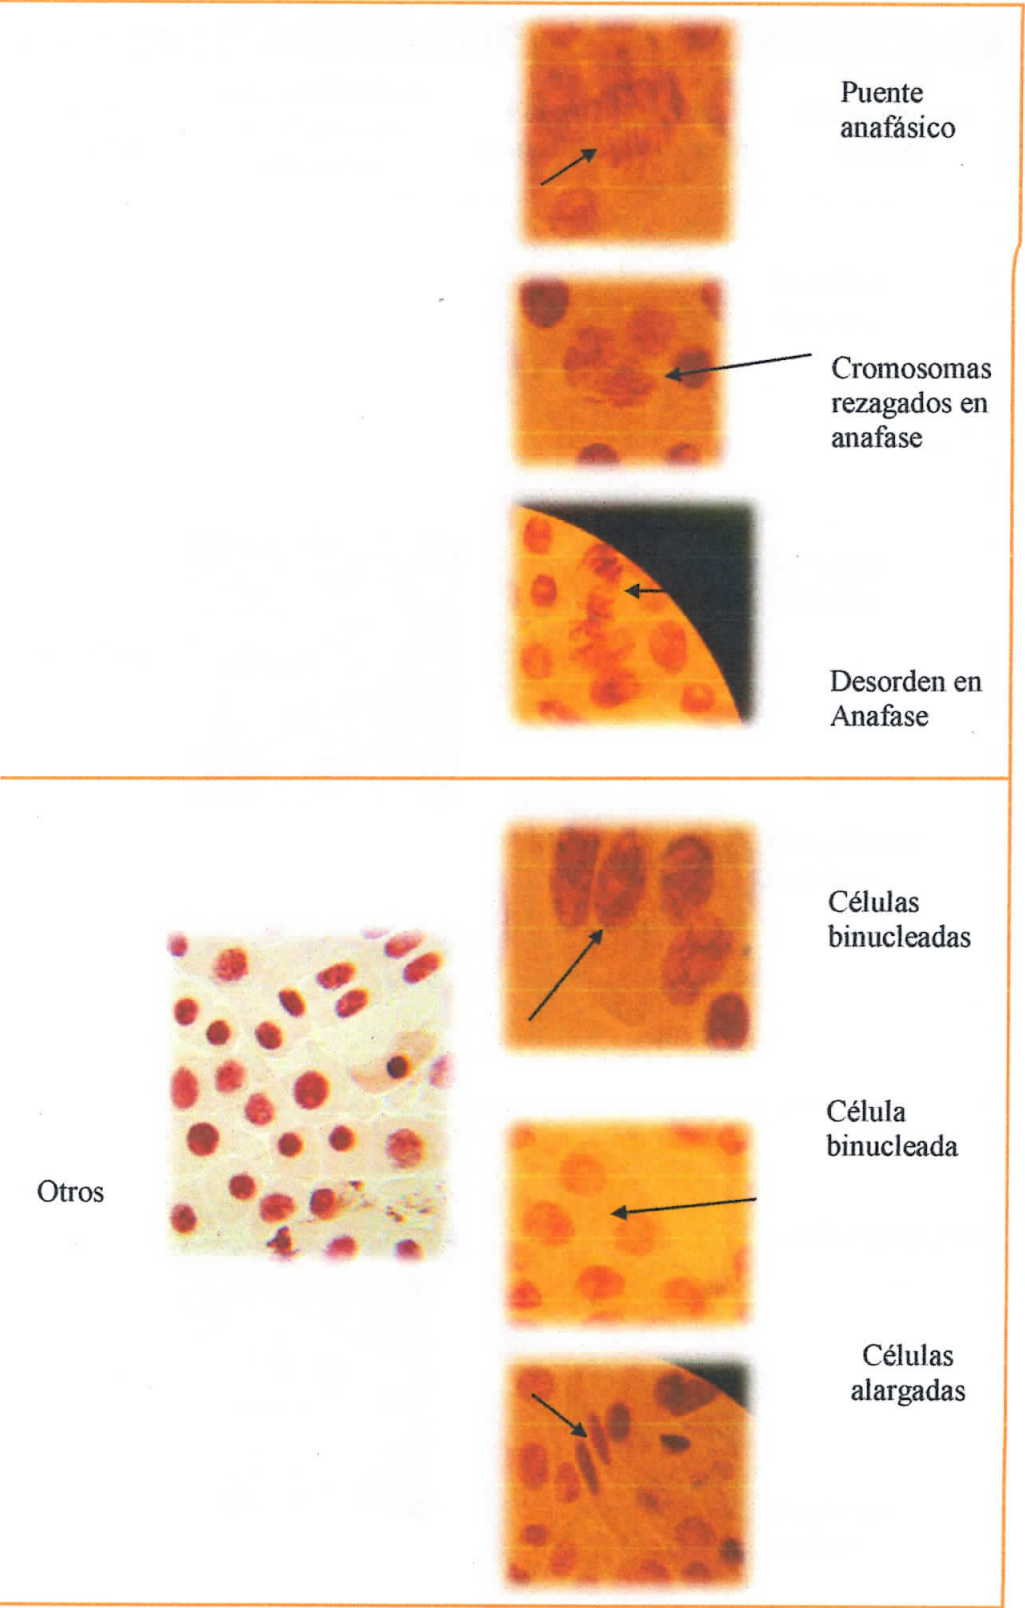 Puente
anafásico
Cromosomas
rezagados en
anafase
Desorden en
Anafase
Células
binucleadas
Célula
binucleada
Otros
Células
alargadas